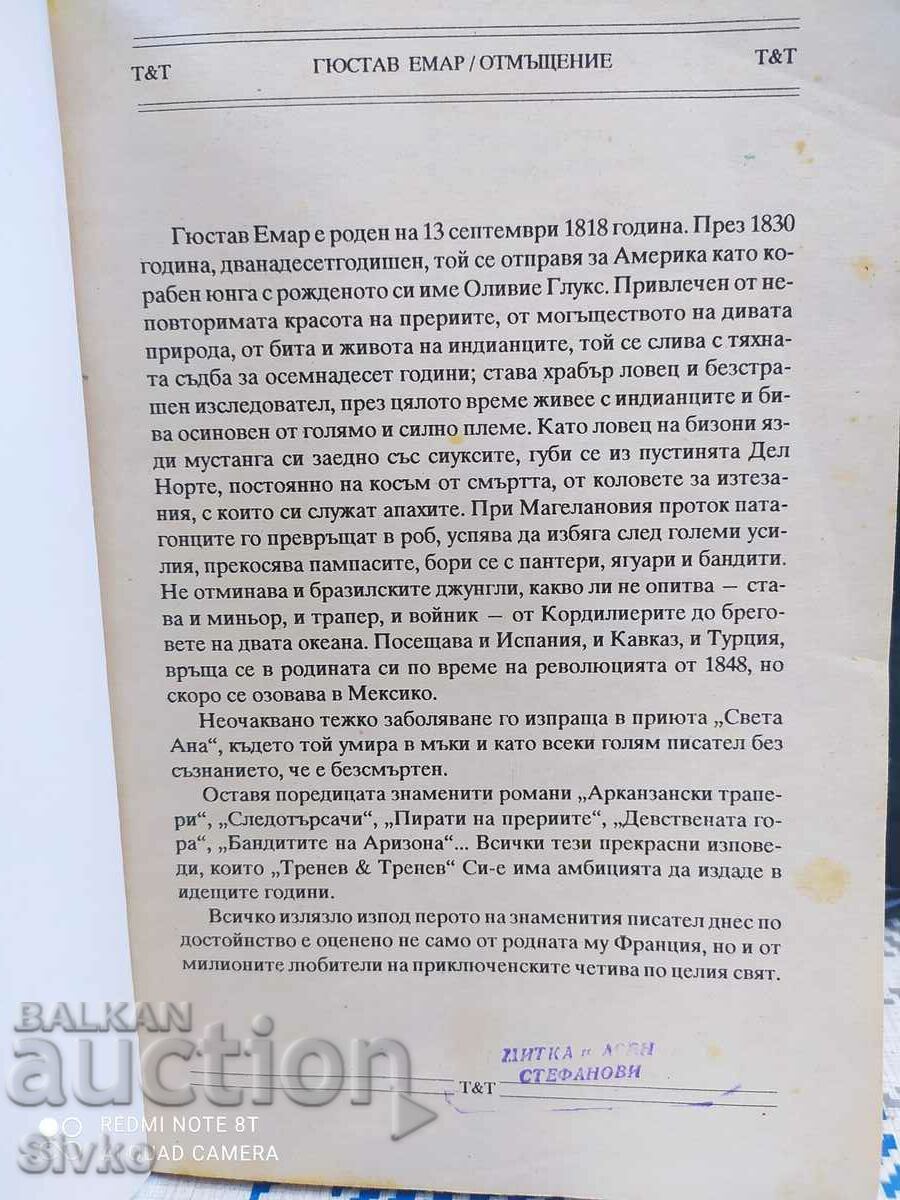 T&T ГЮСТАВ ЕМАР/ОТМЪЩЕНИЕ T&T
Гюстав Емар е роден на 13 септември 1818 година. През 1830
година, дванадесетгодишен, той се отправя за Америка като ко-
рабен юнга с рожденото си име Оливие Глукс. Привлечен от не-
повторимата красота на прериите, от могъществото на дивата
природа, от бита и живота на индианците, той се слива с тяхна-
та съдба за осемнадесет години; става храбър ловец и безстра-
шен изследовател, през цялото време живее с индианците и би-
ва осиновен от голямо и силно племе. Като ловец на бизони яз-
ди мустанга си заедно със сиуксите, губи се из пустинята Дел
Норте, постоянно на косъм от смъртта, от коловете за изтеза-
ния, с които си служат апахите. При Магелановия проток пата-
гонците го превръщат в роб, успява да избяга след големи уси-
лия, прекосява пампасите, бори се с пантери, ягуари и бандити.
Не отминава и бразилските джунгли, какво ли не опитва — ста-
ва и миньор, и трапер, и войник — от Кордилиерите до брего-
вете на двата океана. Посещава и Испания, и Кавказ, и Турция,
връща се в родината си по време на революцията от 1848, но
скоро се озовава в Мексико.
Неочаквано тежко заболяване го изпраща в приюта „Света
Ана“, където той умира в мъки и като всеки голям писател без
съзнанието, че е безсмъртен.
Оставя поредицата знаменити романи „Арканзански трапе-
ри“, „Следотърсачи“, „Пирати на прериите“, „Девствената го-
ра“, „Бандитите на Аризона“... Всички тези прекрасни изпове-
ди, които „Тренев & Тренев“ Си-е има амбицията да издаде в
идещите години.
Всичко излязло изпод перото на знаменития писател днес по
достойнство е оценено не само от родната му Франция, но и от
милионите любители на приключенските четива по целия свят.
МИТКА и АСЕН
СТЕФАНОВИ
T&T
BALKAN
auction
REDMI NOTE 8T
AI QUAD CAMERA
Sivko